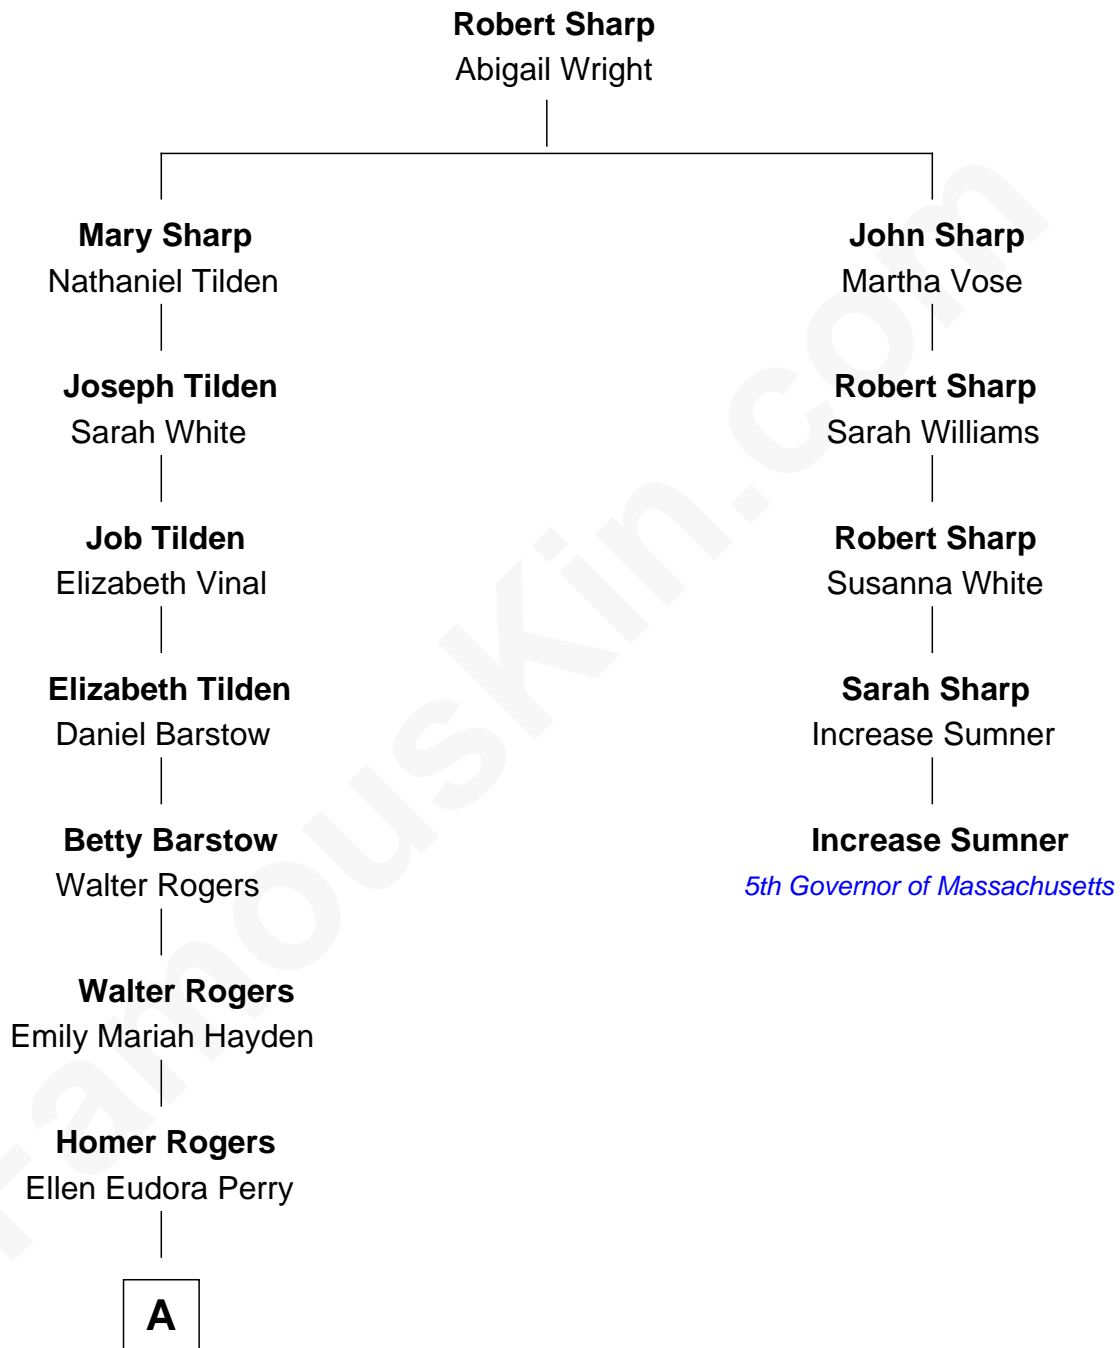 Robert Sharp
Abigail Wright
Mary Sharp
Nathaniel Tilden
John Sharp
Martha Vose
Joseph Tilden
Sarah White
Robert Sharp
Sarah Williams
Job Tilden
Elizabeth Vinal
Robert Sharp
Susanna White
Elizabeth Tilden
Daniel Barstow
Sarah Sharp
Increase Sumner
Betty Barstow
Walter Rogers
Increase Sumner
5th Governor of Massachusetts
Walter Rogers
Emily Mariah Hayden
Homer Rogers
Ellen Eudora Perry
A
FamousKin.com